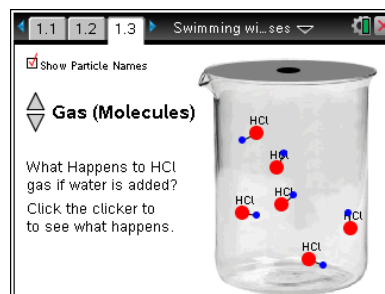 1.1 1.2 1.3 Swimming wi...ses
Show Particle Names
Gas (Molecules)
What Happens to HCl
gas if water is added?
Click the clicker to
to see what happens.
HCl
HCl
HCl
HCl
HCl
HCl